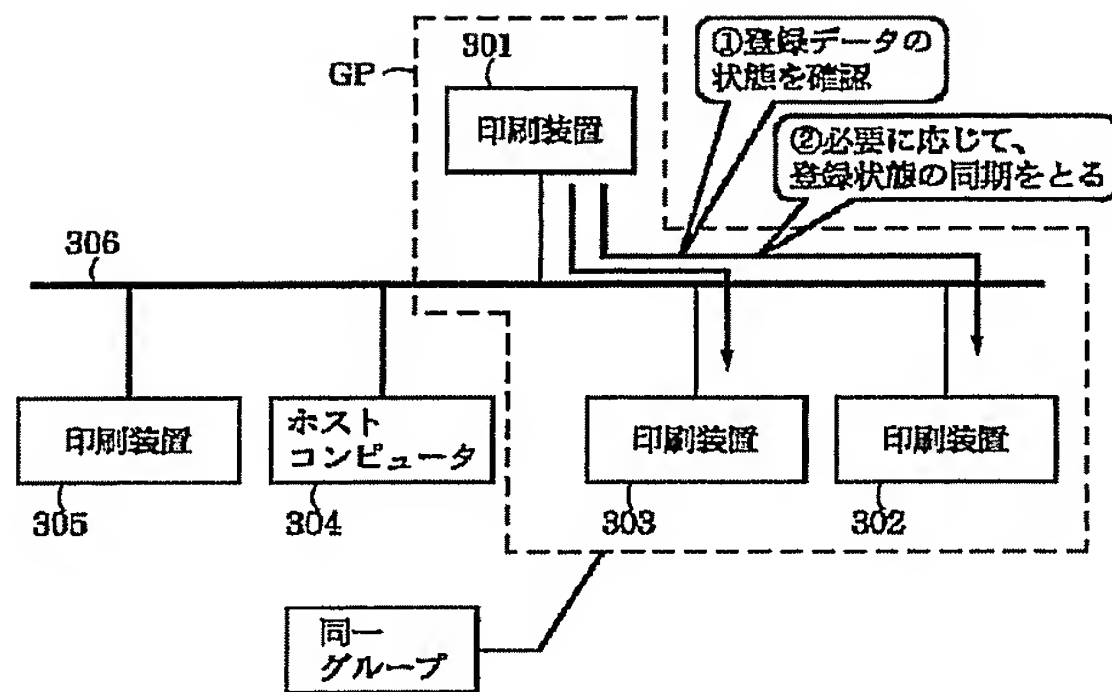 901
GP
印刷装置
①登録データの
状態を確認
②必要に応じて、
登録状態の同期をとる
306
印刷装置
305
ホスト
コンピュータ
304
印刷装置
303
印刷装置
302
同一
グループ